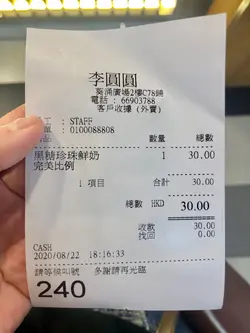 李圓圓
葵涌廣場2樓C78舖
電話 : 66903788
客戶收據(外賣)
工 : STAFF
單 : 0100088808
數量 總數
黑糖珍珠鮮奶 1 30.00
完美比例
1 項目 合計 30.00
總數 HKD 30.00
收款 30.00
找回 0.00
CASH
2020/08/22 18:16:33
請等候叫號 多謝請再光臨
240